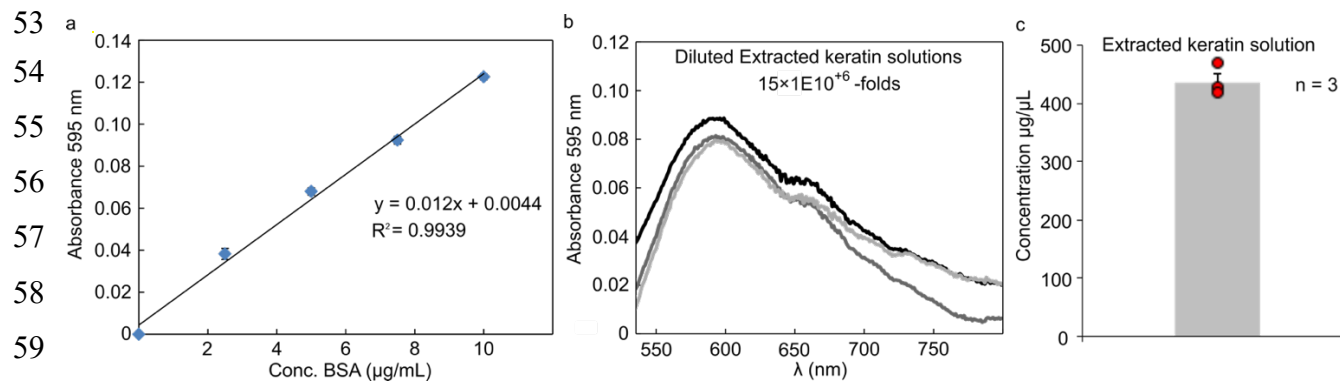 53
54
55
56
57
58
59
a
0.14
0.12
0.10
0.08
0.06
0.04
0.02
0
Absorbance 595 nm
y = 0.012x + 0.0044
R² = 0.9939
2
4
6
8
10
Conc. BSA (µg/mL)
b
0.12
0.10
0.08
0.06
0.04
0.02
0
Absorbance 595 nm
Diluted Extracted keratin solutions
15×1E⁺⁶ -folds
550
600
650
700
750
λ (nm)
c
500
400
300
200
100
0
Concentration µg/µL
Extracted keratin solution
n = 3